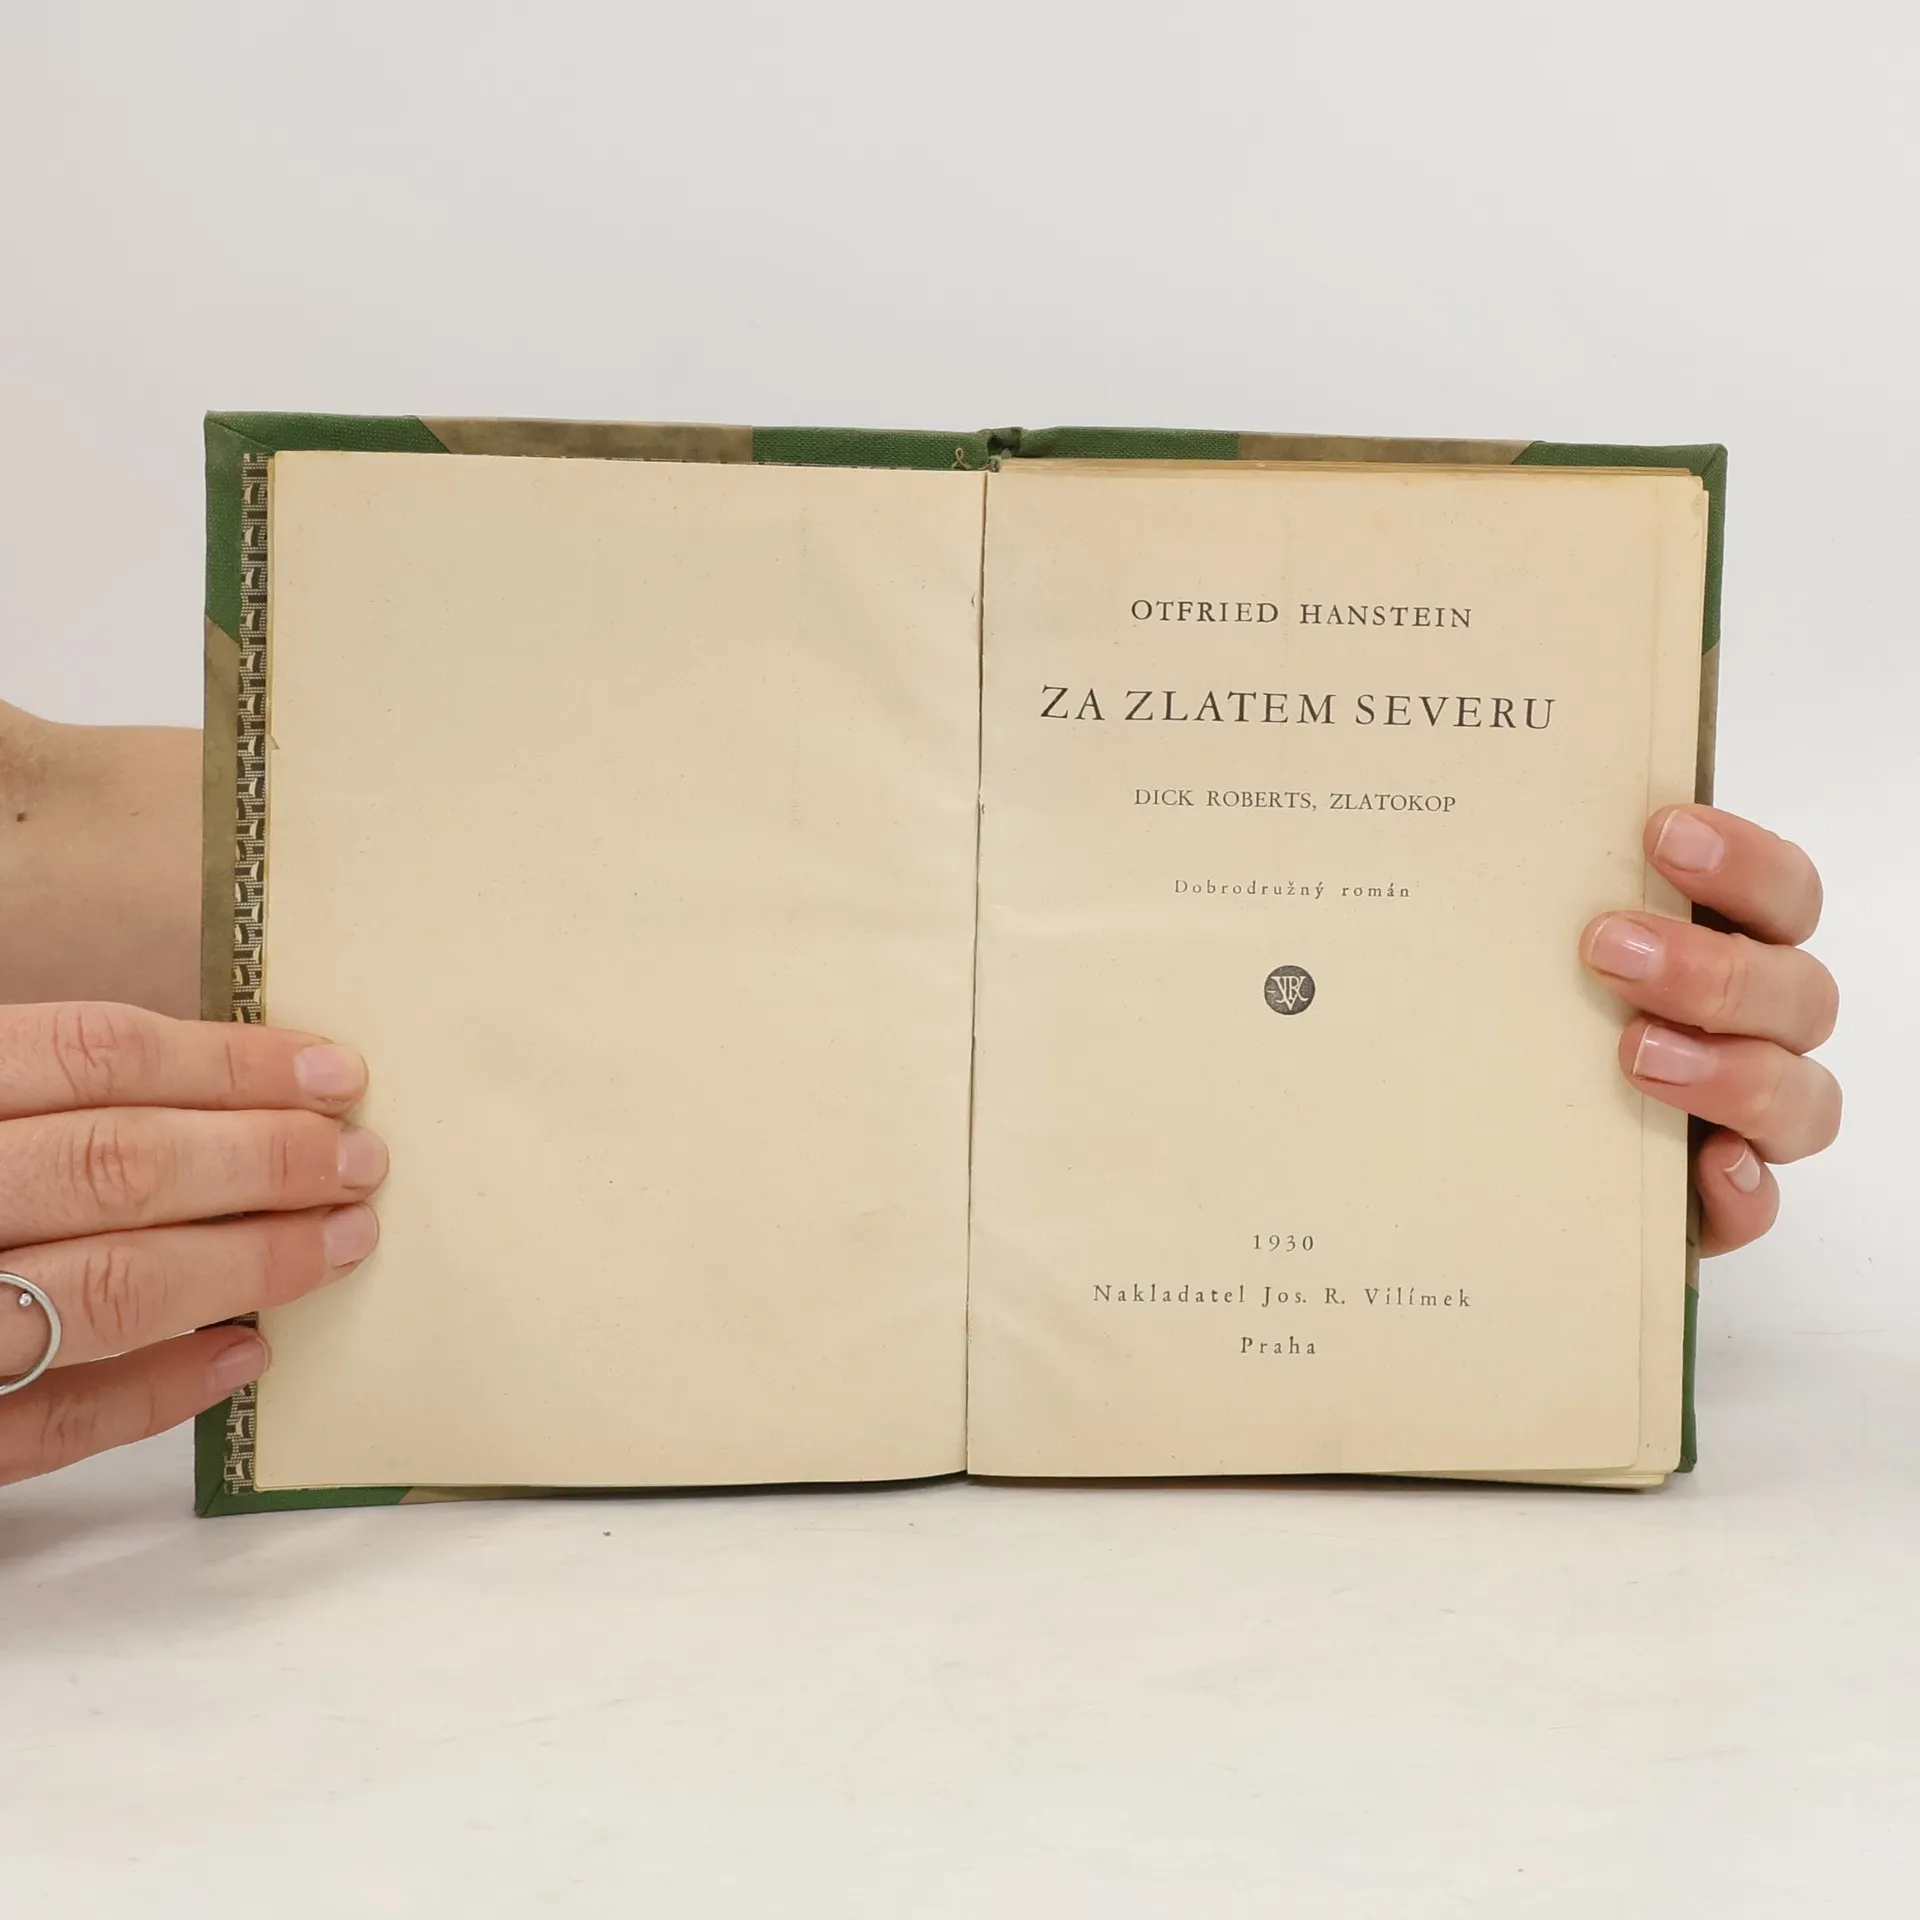 OTFRIED HANSTEIN
ZA ZLATEM SEVERU
DICK ROBERTS, ZLATOKOP
Dobrodružný román
1930
Nakladatel Jos. R. Vilímek
Praha